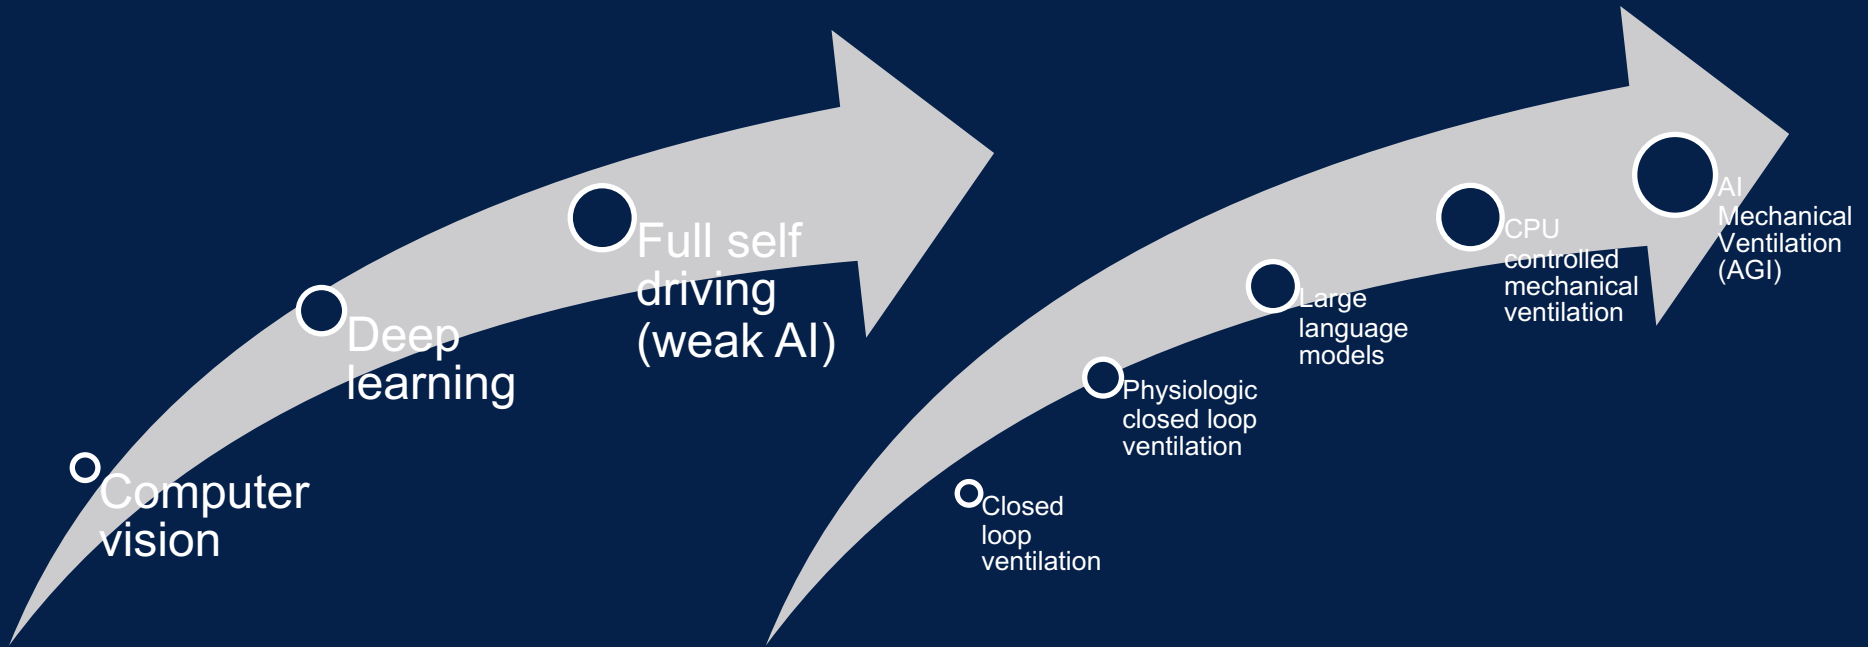 Computer
vision
Deep
learning
Full self
driving
(weak AI)
Closed
loop
ventilation
Physiologic
closed loop
ventilation
Large
language
models
CPU
controlled
mechanical
ventilation
AI
Mechanical
Ventilation
(AGI)